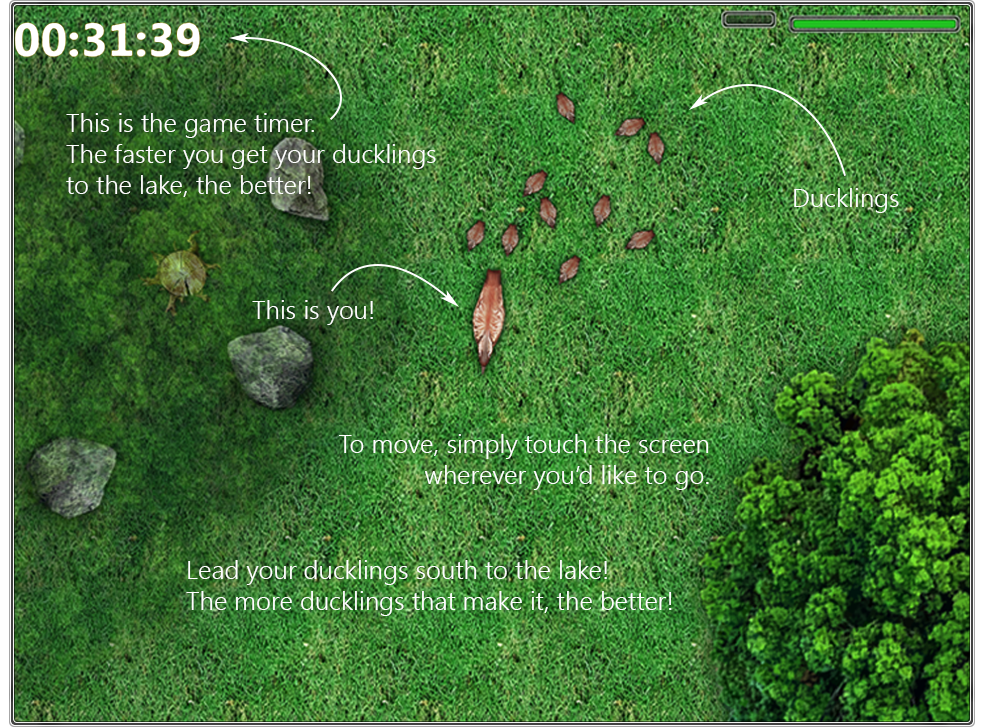 00:31:39
This is the game timer.
The faster you get your ducklings
to the lake, the better!
Ducklings
This is you!
To move, simply touch the screen
wherever you'd like to go.
Lead your ducklings south to the lake!
The more ducklings that make it, the better!